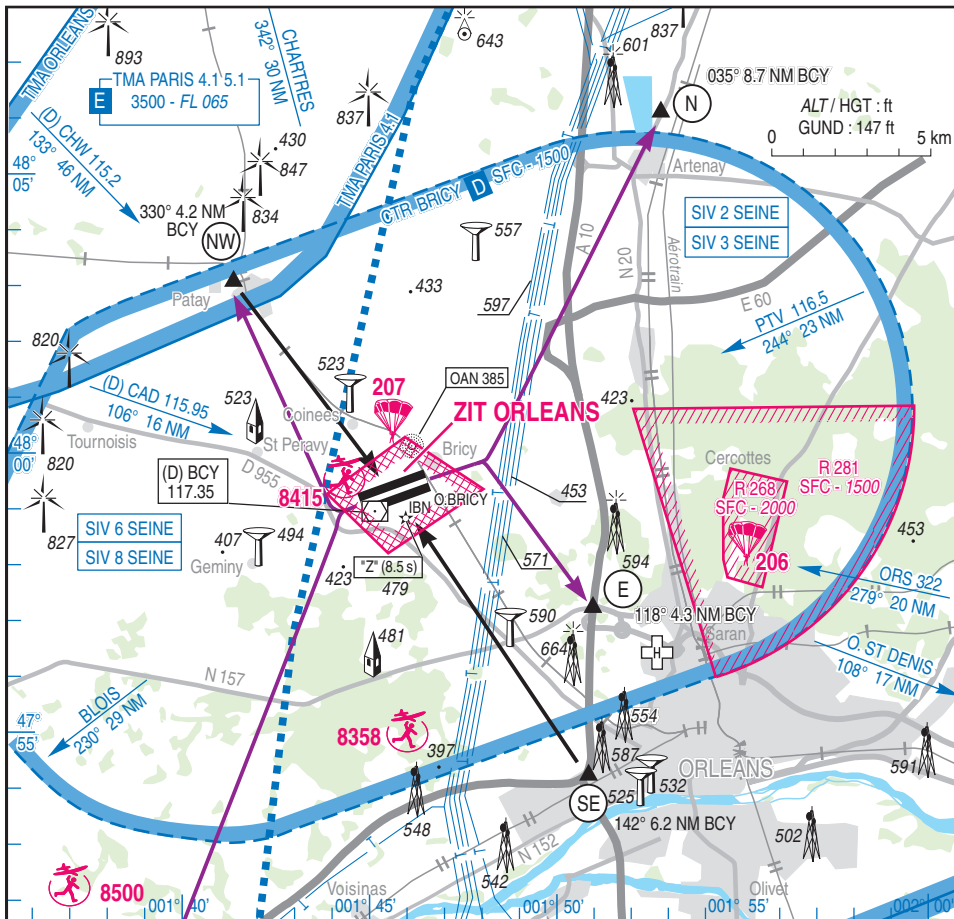 893
TMA ORLEANS
TMA PARIS 4.1 5.1
E
3500 - FL 065
CHARTRES
342° 30 NM
643
601
837
035° 8.7 NM BCY
N
ALT / HGT : ft
GUND : 147 ft
0 5 km
837
TMA PARIS 4.1
430
847
834
(D) CHW 115.2
133° 46 NM
48°
05'
330° 4.2 NM
BCY
NW
CTR BRICY D SFC - 1500
Artenay
557
A 10
N 20
Aérotrain
SIV 2 SEINE
SIV 3 SEINE
E 60
Patay
433
597
PTV 116.5
244° 23 NM
820
523
207
OAN 385
423
(D) CAD 115.95
106° 16 NM
523
Coinces
ZIT ORLEANS
Tournoisis
St Peravy
Bricy
48°
00'
820
Cercottes
(D) BCY
117.35
D 955
8415
IBN
O.BRICY
453
R 281
SFC - 1500
R 268
SFC - 2000
827
SIV 6 SEINE
SIV 8 SEINE
407
494
Geminy
206
453
423
"Z" (8.5 s)
479
571
594
E
ORS 322
279° 20 NM
590
118° 4.3 NM BCY
Saran
481
664
H
O. ST DENIS
108° 17 NM
N 157
BLOIS
230° 29 NM
47°
55'
8358
397
554
587
ORLEANS
591
548
SE
525
532
142° 6.2 NM BCY
502
N 152
542
8500
Voisinas
Olivet
001° 40'
001° 45'
001° 50'
001° 55'
002° 00'